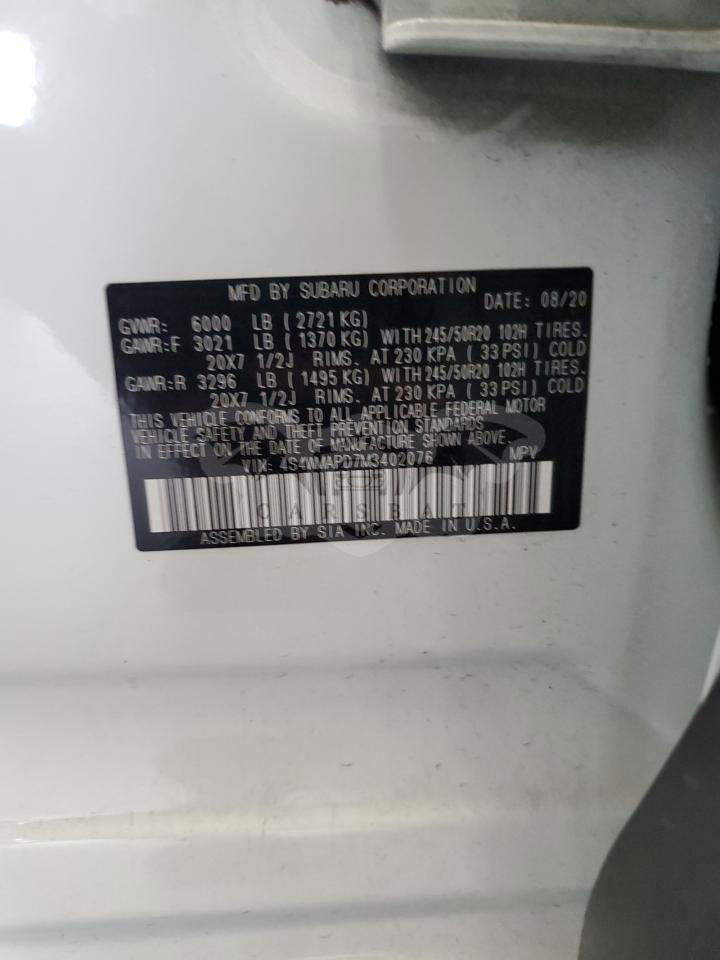 MFD BY SUBARU CORPORATION DATE: 08/20
GVWR: 6000 LB (2721 KG)
GAWR:F 3021 LB (1370 KG) WITH 245/50R20 102H TIRES.
20X7 1/2J RIMS. AT 230 KPA (33 PSI) COLD
GAWR:R 3296 LB (1495 KG) WITH 245/50R20 102H TIRES.
20X7 1/2J RIMS. AT 230 KPA (33 PSI) COLD
THIS VEHICLE CONFORMS TO ALL APPLICABLE FEDERAL MOTOR
VEHICLE SAFETY AND THEFT PREVENTION STANDARDS
IN EFFECT ON THE DATE OF MANUFACTURE SHOWN ABOVE.
VIN: 4S4WMAPD7M3402076 MPV
CARSBAT
ASSEMBLED BY SIA INC. MADE IN U.S.A.